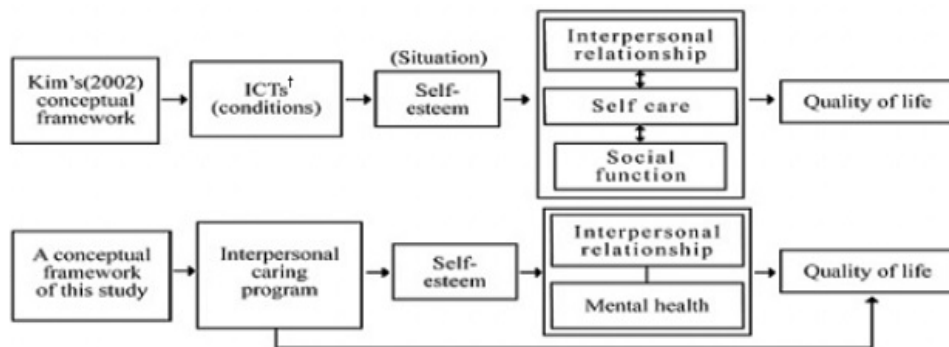 Kim's(2002)
conceptual
framework
ICTs†
(conditions)
(Situation)
Self-
esteem
Interpersonal
relationship
Self care
Social
function
Quality of life
A conceptual
framework
of this study
Interpersonal
caring
program
Self-
esteem
Interpersonal
relationship
Mental health
Quality of life